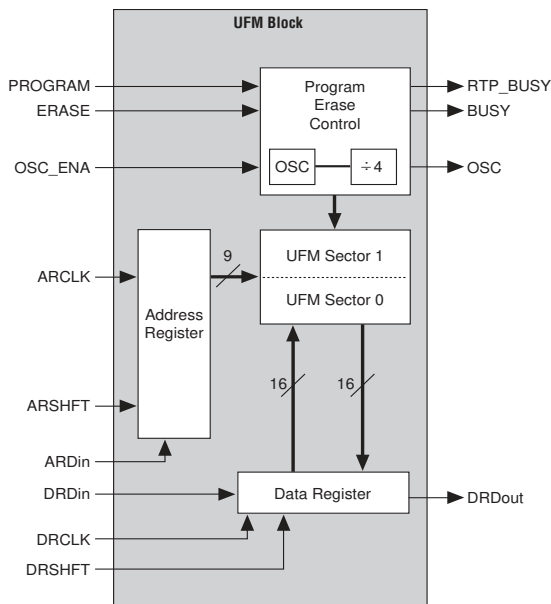 UFM Block
PROGRAM
ERASE
OSC_ENA
Program
Erase
Control
OSC
÷4
RTP_BUSY
BUSY
OSC
UFM Sector 1
UFM Sector 0
9
ARCLK
Address
Register
ARSHFT
ARDin
16
16
DRDin
Data Register
DRDout
DRCLK
DRSHFT